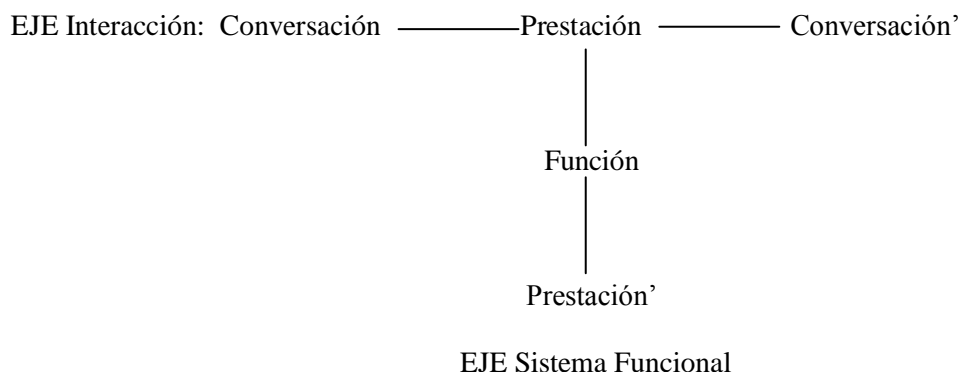 EJE Interacción: Conversación Prestación Conversación’
Función
Prestación’
EJE Sistema Funcional